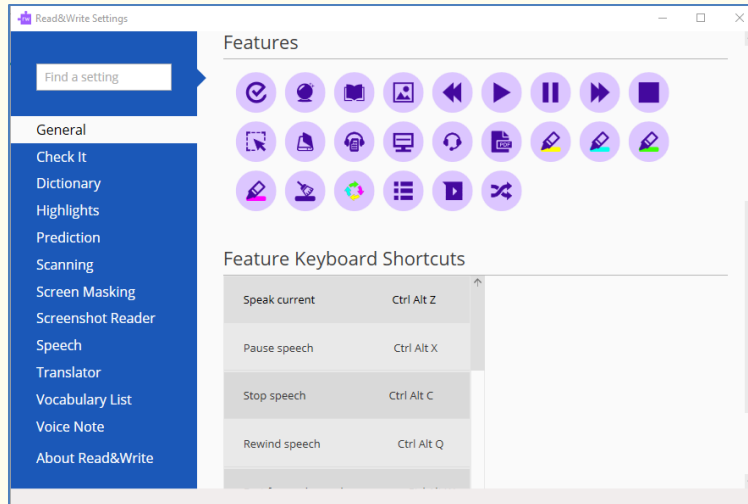 Read&Write Settings
Find a setting
General
Check It
Dictionary
Highlights
Prediction
Scanning
Screen Masking
Screenshot Reader
Speech
Translator
Vocabulary List
Voice Note
About Read&Write
Features
PDF
Feature Keyboard Shortcuts
Speak current Ctrl Alt Z
Pause speech Ctrl Alt X
Stop speech Ctrl Alt C
Rewind speech Ctrl Alt Q